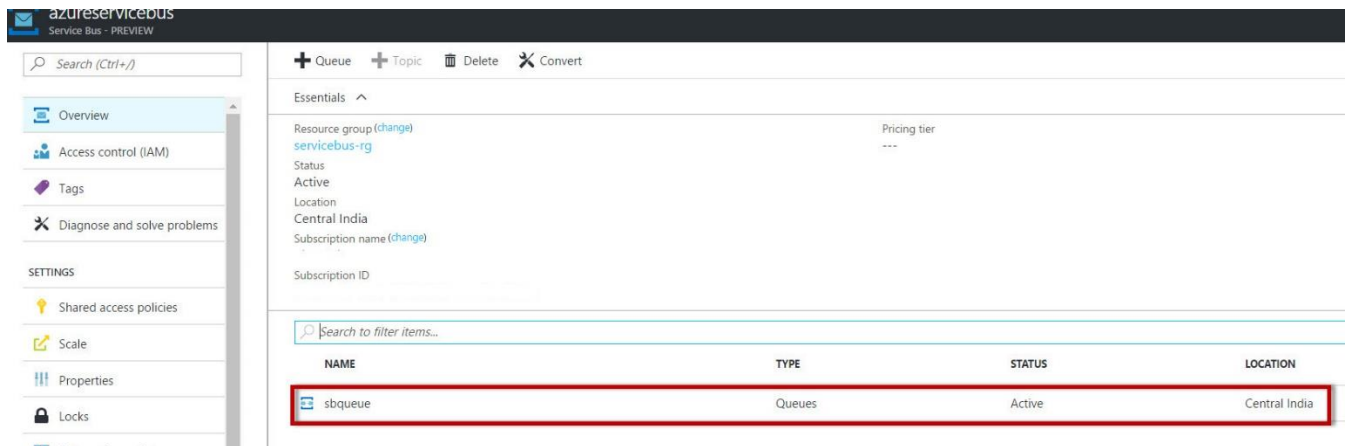 azureservicebus
Service Bus - PREVIEW
Search (Ctrl+/)
Overview
Access control (IAM)
Tags
Diagnose and solve problems
SETTINGS
Shared access policies
Scale
Properties
Locks
Queue Topic Delete Convert
Essentials
Resource group (change) Pricing tier
servicebus-rg ---
Status
Active
Location
Central India
Subscription name (change)
Subscription ID
Search to filter items...
NAME TYPE STATUS LOCATION
sbqueue Queues Active Central India